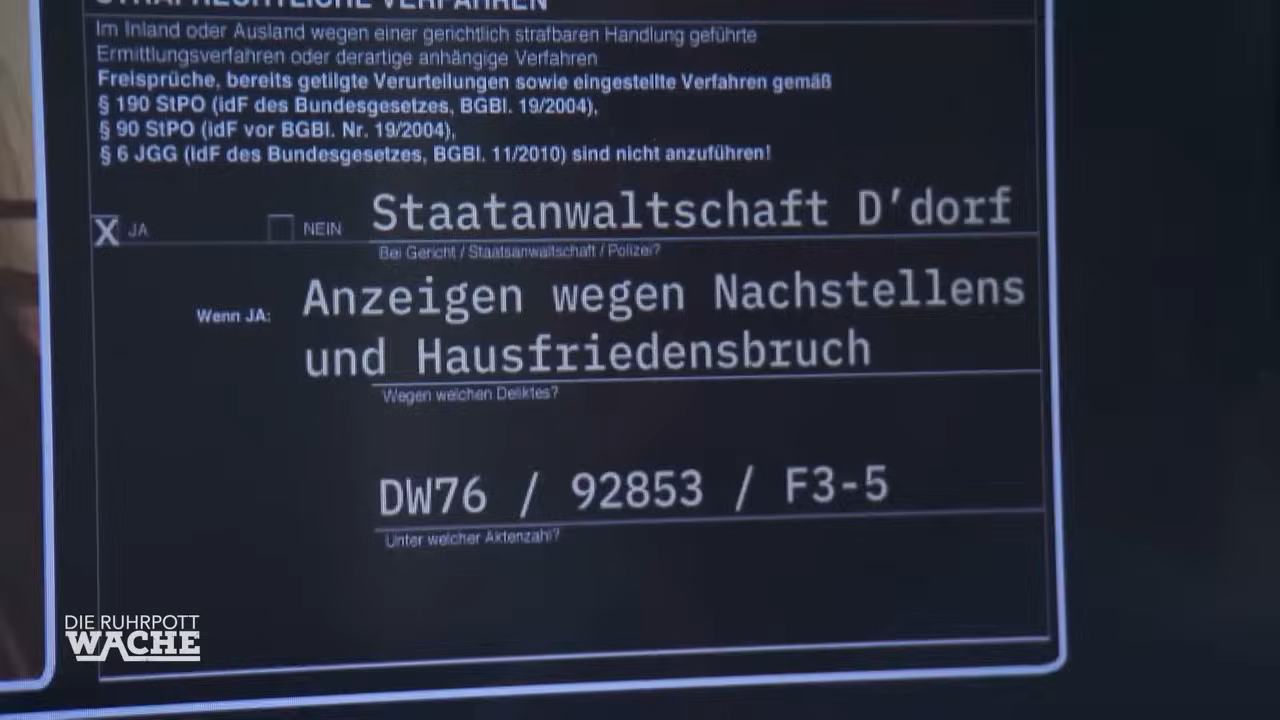 STRAFRECHTLICHE VERFAHREN
Im Inland oder Ausland wegen einer gerichtlich strafbaren Handlung geführte
Ermittlungsverfahren oder derartige anhängige Verfahren
Freisprüche, bereits getilgte Verurteilungen sowie eingestellte Verfahren gemäß
§ 190 StPO (idF des Bundesgesetzes, BGBl. 19/2004),
§ 90 StPO (idF vor BGBl. Nr. 19/2004),
§ 6 JGG (idF des Bundesgesetzes, BGBl. 11/2010) sind nicht anzuführen!
X JA NEIN Staatanwaltschaft D'dorf
Bei Gericht / Staatsanwaltschaft / Polizei?
Wenn JA: Anzeigen wegen Nachstellens
und Hausfriedensbruch
Wegen welchen Deliktes?
DW76 / 92853 / F3-5
Unter welcher Aktenzahl?
DIE RUHRPOTT
WACHE